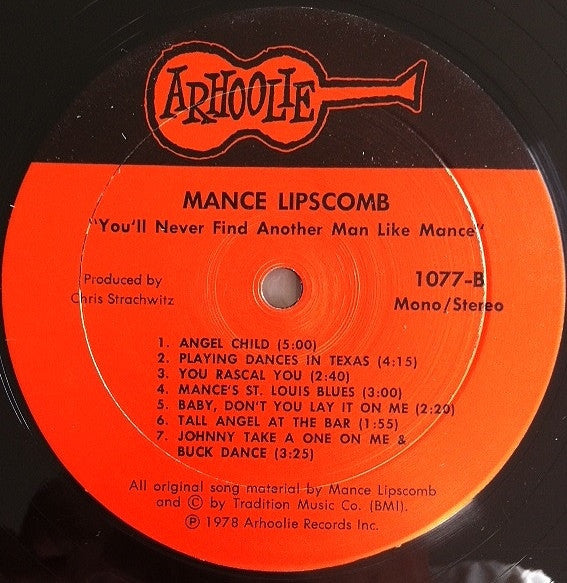 ARHOOLIE
MANCE LIPSCOMB
"You'll Never Find Another Man Like Mance"
Produced by
Chris Strachwitz
1077-B
Mono/Stereo
1. ANGEL CHILD (5:00)
2. PLAYING DANCES IN TEXAS (4:15)
3. YOU RASCAL YOU (2:40)
4. MANCE'S ST. LOUIS BLUES (3:00)
5. BABY, DON'T YOU LAY IT ON ME (2:20)
6. TALL ANGEL AT THE BAR (1:55)
7. JOHNNY TAKE A ONE ON ME &
BUCK DANCE (3:25)
All original song material by Mance Lipscomb
and © by Tradition Music Co. (BMI).
℗ 1978 Arhoolie Records Inc.